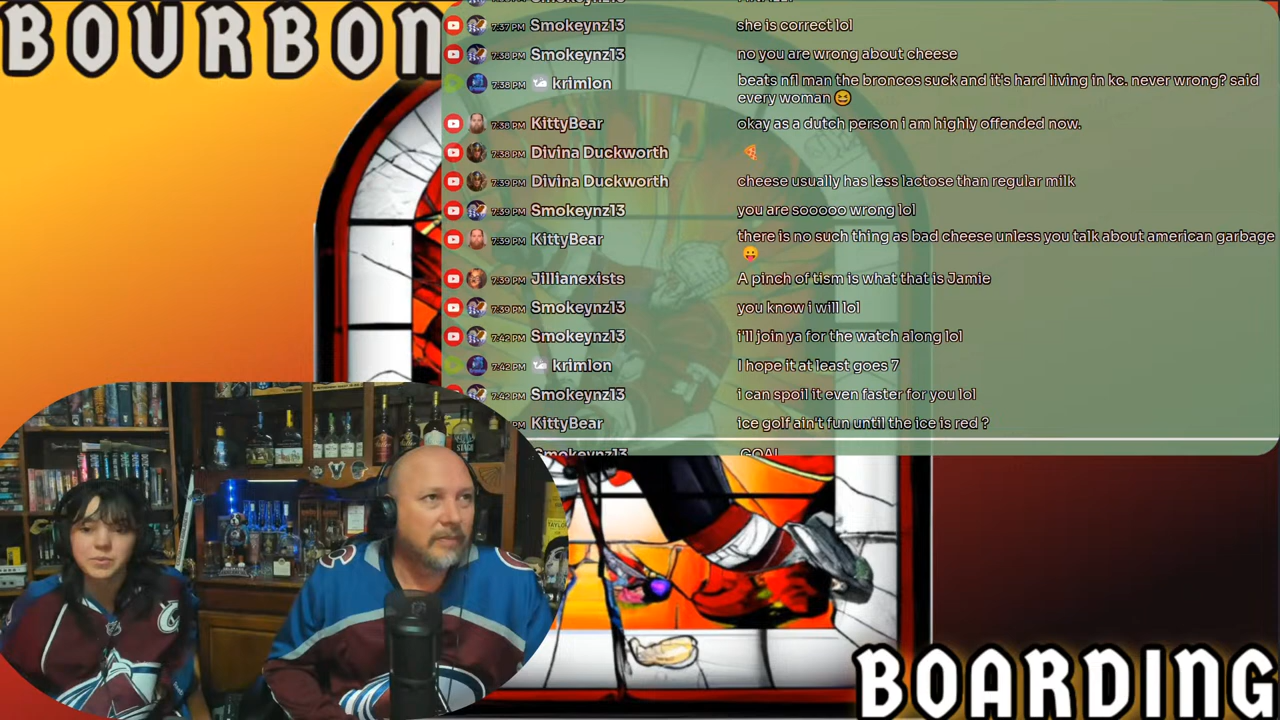 BOURBON
7:37 PM Smokeynz13 she is correct lol
7:38 PM Smokeynz13 no you are wrong about cheese
7:38 PM krimlon beats nfl man the broncos suck and it's hard living in kc. never wrong? said
every woman 😆
7:38 PM KittyBear okay as a dutch person i am highly offended now.
7:38 PM Divina Duckworth 🍕
7:39 PM Divina Duckworth cheese usually has less lactose than regular milk
7:39 PM Smokeynz13 you are sooooo wrong lol
7:39 PM KittyBear there is no such thing as bad cheese unless you talk about american garbage
😛
7:39 PM Jillianexists A pinch of tism is what that is Jamie
7:39 PM Smokeynz13 you know i will lol
7:42 PM Smokeynz13 i'll join ya for the watch along lol
7:42 PM krimlon I hope it at least goes 7
7:42 PM Smokeynz13 i can spoil it even faster for you lol
PM KittyBear ice golf ain't fun until the ice is red ?
Smokeynz13 GOAL
BOARDING